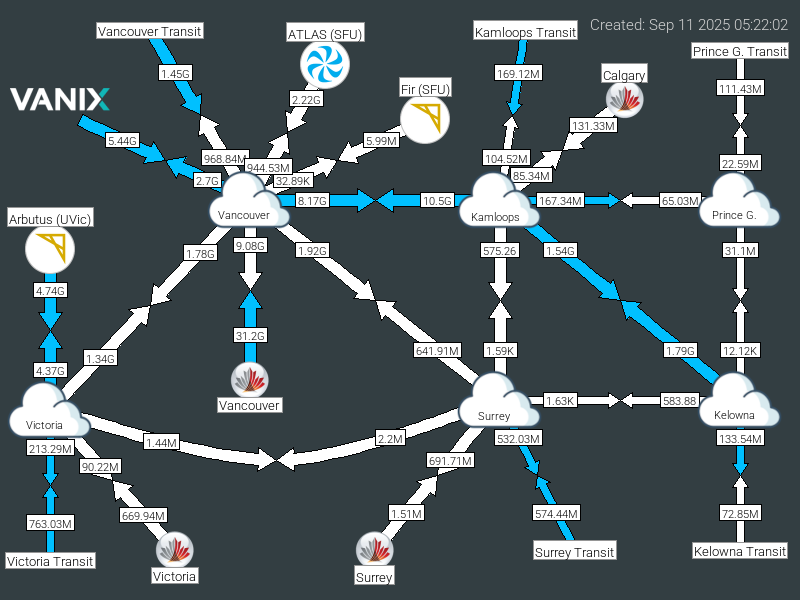 Created: Sep 11 2025 05:22:02
Vancouver Transit
ATLAS (SFU)
Kamloops Transit
Prince G. Transit
1.45G
169.12M
Calgary
111.43M
VANIX
2.22G
Fir (SFU)
131.33M
5.44G
5.99M
968.84M
944.53M
104.52M
22.59M
2.7G
32.89K
85.34M
8.17G
10.5G
167.34M
65.03M
Vancouver
Kamloops
Prince G.
Arbutus (UVic)
1.78G
9.08G
1.92G
575.26
1.54G
31.1M
4.74G
31.2G
1.34G
641.91M
1.59K
1.79G
12.12K
4.37G
Vancouver
1.63K
583.88
Victoria
Surrey
Kelowna
213.29M
1.44M
2.2M
532.03M
133.54M
90.22M
691.71M
763.03M
669.94M
1.51M
574.44M
72.85M
Victoria Transit
Victoria
Surrey
Surrey Transit
Kelowna Transit